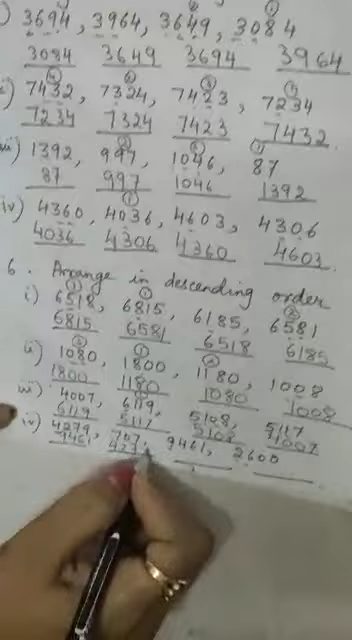 ) 3694, 3964, 3649, 3084
3084 3649 3694 3964
ii) 7432, 7324, 7423, 7234
7234 7324 7423 7432
iii) 1392, 997, 1046, 87
87 997 1046 1392
iv) 4360, 4036, 4603, 4306
4036 4306 4360 4603
6. Arrange in descending order
i) 6518, 6815, 6185, 6581
6815 6581 6518 6185
ii) 1080, 1800, 1180, 1008
1800 1180 1080 1008
iii) 4007, 6119, 5108, 5117
6119 5117 5108 4007
iv) 4279, 707, 9461, 2600
9461